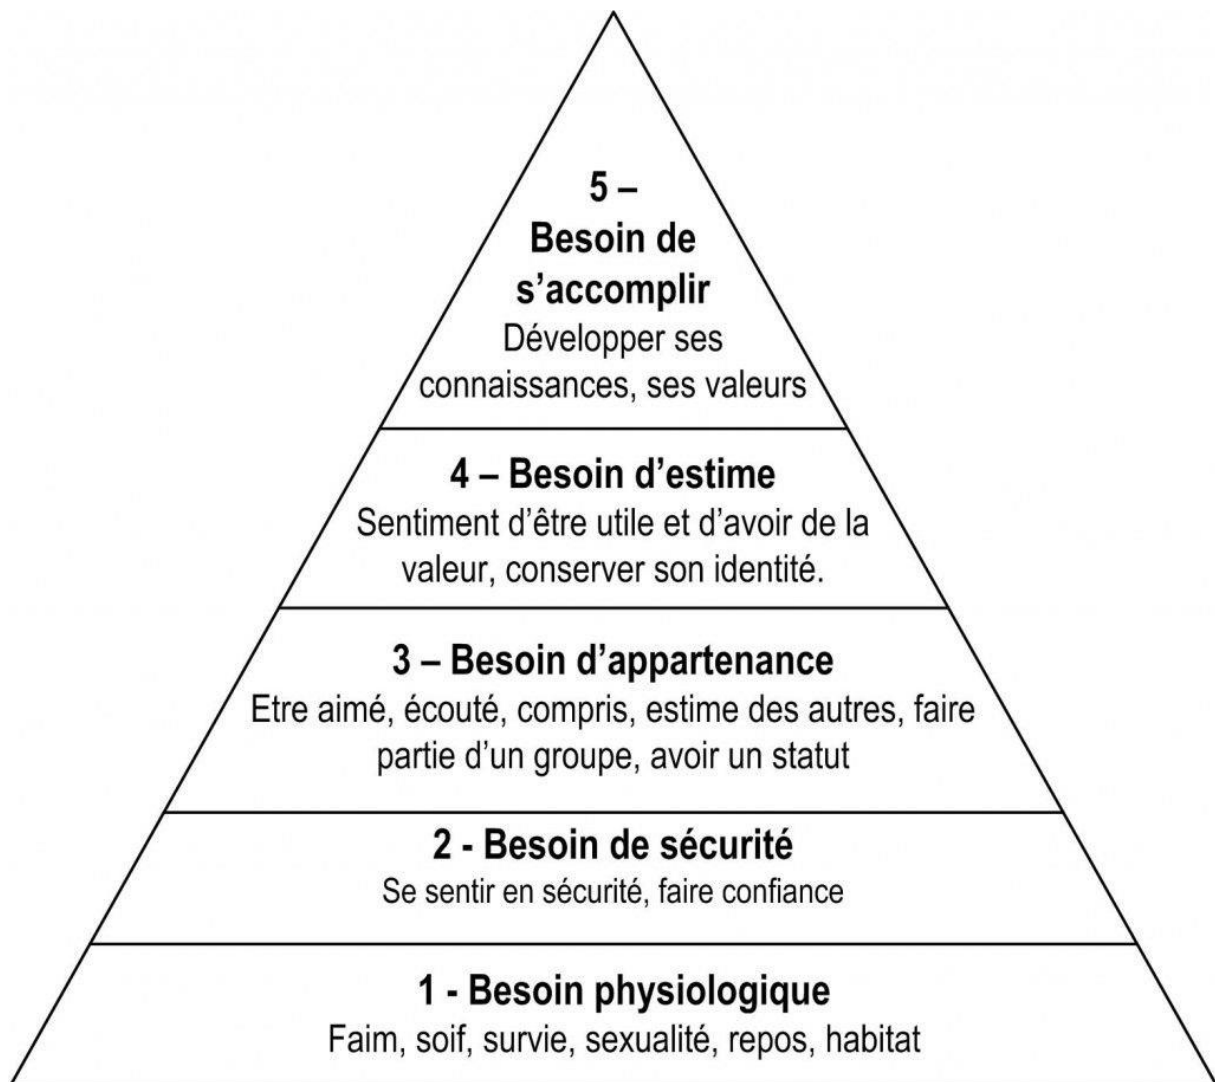 5 –
Besoin de
s’accomplir
Développer ses
connaissances, ses valeurs
4 – Besoin d’estime
Sentiment d’être utile et d’avoir de la
valeur, conserver son identité.
3 – Besoin d’appartenance
Etre aimé, écouté, compris, estime des autres, faire
partie d’un groupe, avoir un statut
2 - Besoin de sécurité
Se sentir en sécurité, faire confiance
1 - Besoin physiologique
Faim, soif, survie, sexualité, repos, habitat